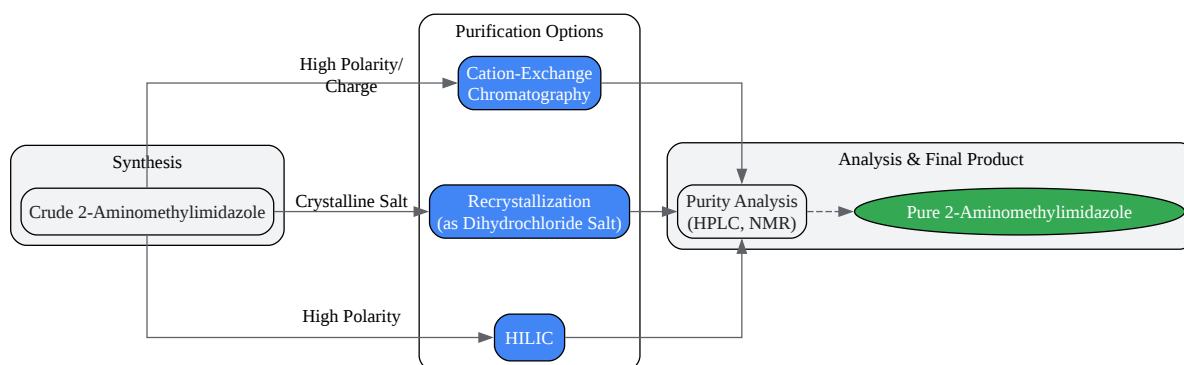 Purification Options
High Polarity/
Charge
Cation-Exchange
Chromatography
Synthesis
Crude 2-Aminomethylimidazole
Crystalline Salt
Recrystallization
(as Dihydrochloride Salt)
Analysis & Final Product
Purity Analysis
(HPLC, NMR)
Pure 2-Aminomethylimidazole
High Polarity
HILIC